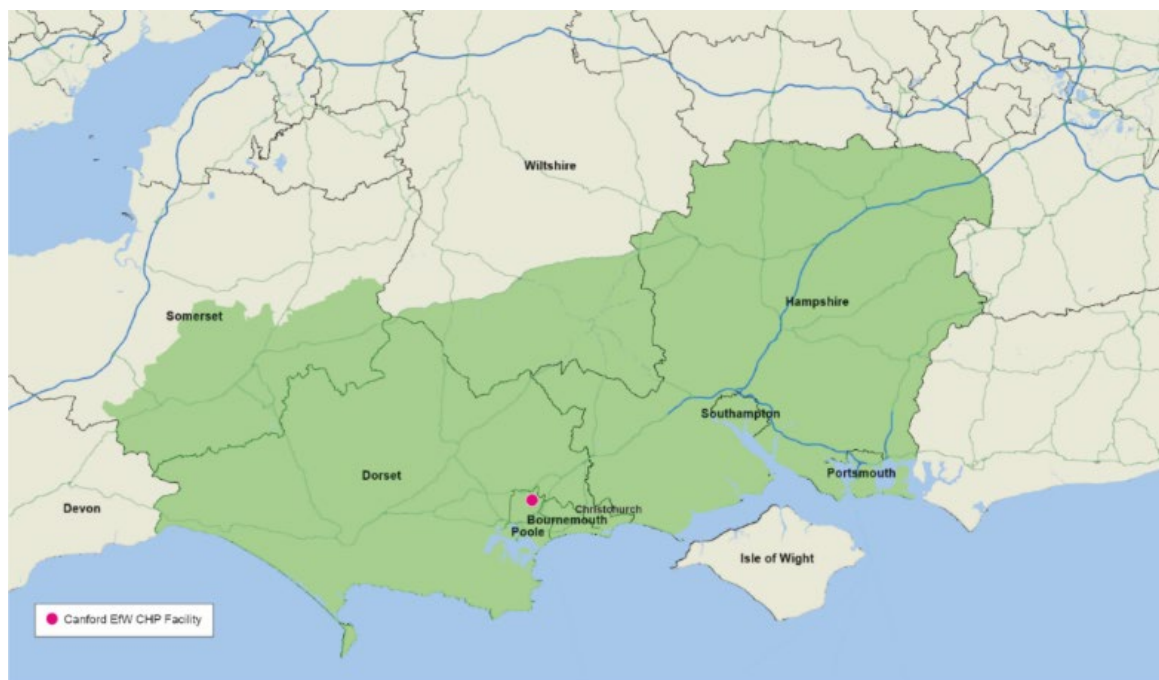 Wiltshire
Hampshire
Somerset
Southampton
Portsmouth
Dorset
Devon
Christchurch
Bournemouth
Poole
Isle of Wight
Canford EfW CHP Facility